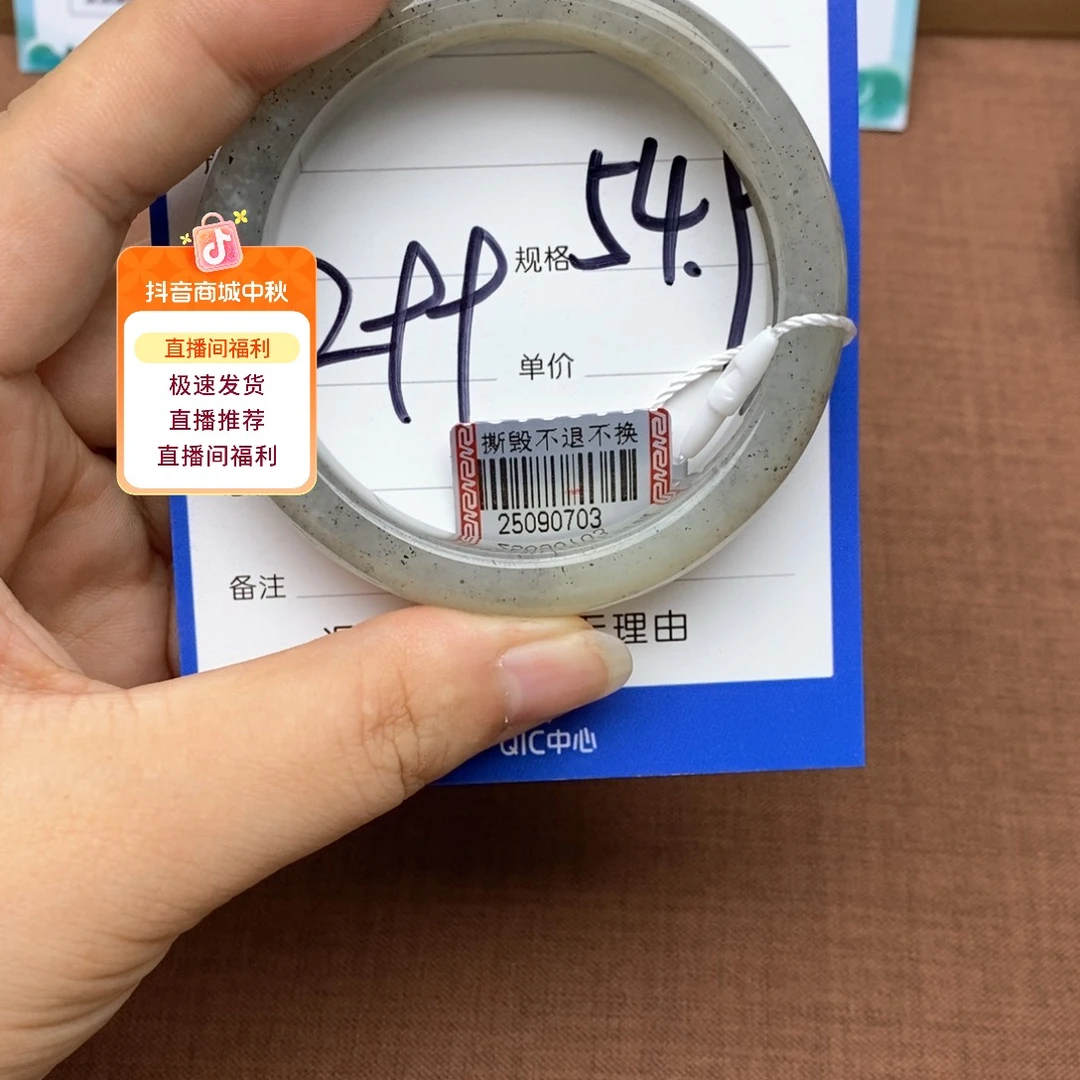 54.
规格
抖音商城中秋
直播间福利
极速发货
直播推荐
直播间福利
单价
撕毁不退不换
25090703
备注
理由
QIC中心